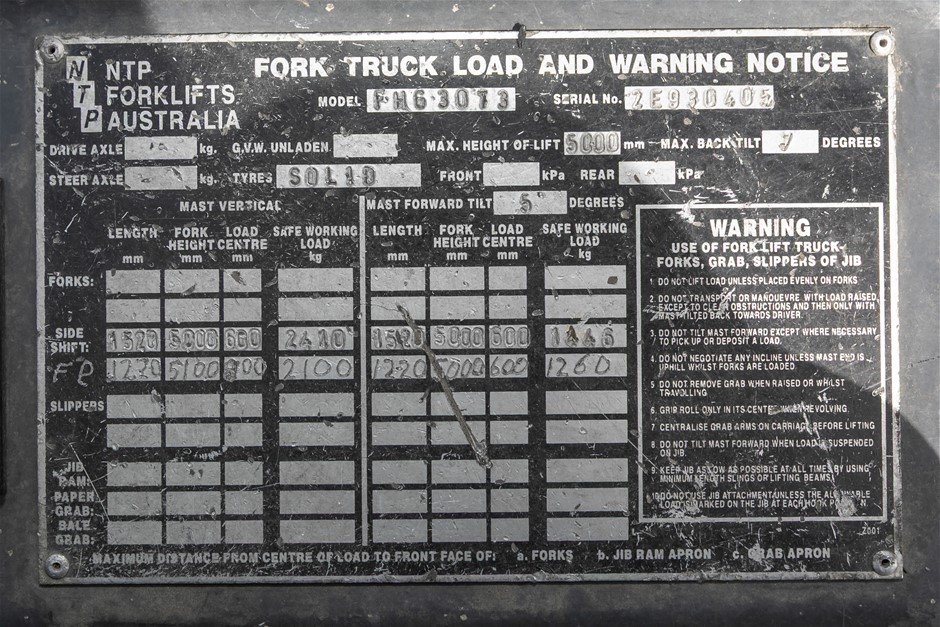 NTP
NTP FORKLIFTS AUSTRALIA
FORK TRUCK LOAD AND WARNING NOTICE
MODEL FHG30T3 SERIAL No. 2E930405
DRIVE AXLE kg. G.V.W. UNLADEN MAX. HEIGHT OF LIFT 5000 mm MAX. BACK TILT 7 DEGREES
STEER AXLE kg. TYRES SOLID FRONT kPa REAR kPa
MAST VERTICAL MAST FORWARD TILT 5 DEGREES
LENGTH mm FORK HEIGHT mm LOAD CENTRE mm SAFE WORKING LOAD kg LENGTH mm FORK HEIGHT mm LOAD CENTRE mm SAFE WORKING LOAD kg
FORKS:
SIDE SHIFT: 1520 5000 600 2410 1520 5000 600 1446
FP 1220 5100 2100 1220 5000 600 1260
SLIPPERS
JIB RAM:
PAPER GRAB:
BALE GRAB:
MAXIMUM DISTANCE FROM CENTRE OF LOAD TO FRONT FACE OF: a. FORKS b. JIB RAM APRON c. GRAB APRON
WARNING
USE OF FORK LIFT TRUCK-
FORKS, GRAB, SLIPPERS OF JIB
1. DO NOT LIFT LOAD UNLESS PLACED EVENLY ON FORKS
2. DO NOT TRANSPORT OR MANOEUVRE WITH LOAD RAISED
EXCEPT TO CLEAR OBSTRUCTIONS AND THEN ONLY WITH
MAST TILTED BACK TOWARDS DRIVER.
3. DO NOT TILT MAST FORWARD EXCEPT WHERE NECESSARY
TO PICK UP OR DEPOSIT A LOAD.
4. DO NOT NEGOTIATE ANY INCLINE UNLESS MAST END IS
UPHILL WHILST FORKS ARE LOADED.
5 DO NOT REMOVE GRAB WHEN RAISED OR WHILST
TRAVOLLING.
6. GRIP ROLL ONLY IN ITS CENTRE WHEN REVOLVING.
7 CENTRALISE GRAB ARMS ON CARRIAGE BEFORE LIFTING
8. DO NOT TILT MAST FORWARD WHEN LOAD IS SUSPENDED
ON JIB.
9. KEEP JIB AS LOW AS POSSIBLE AT ALL TIMES BY USING
MINIMUM LENGTH SLINGS OR LIFTING BEAMS
10. DO NOT USE JIB ATTACHMENT UNLESS THE ALLOWABLE
LOAD IS MARKED ON THE JIB AT EACH HOOK
Z001